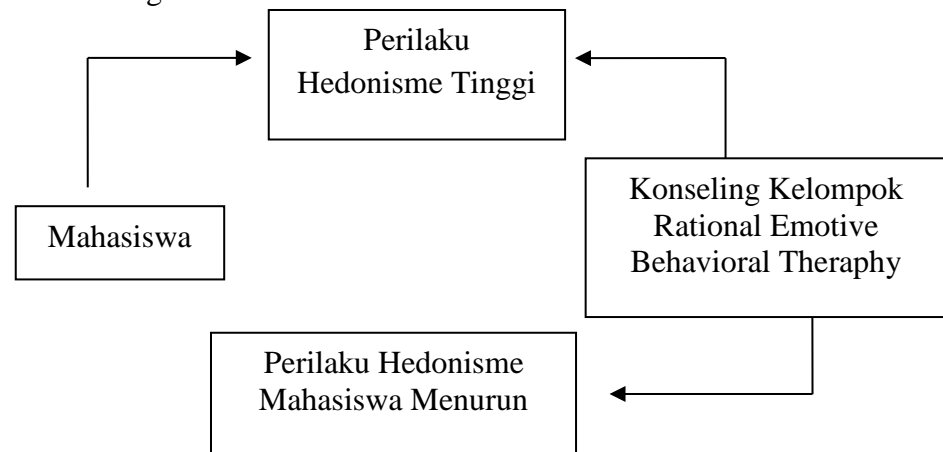 Perilaku
Hedonisme Tinggi
Konseling Kelompok
Rational Emotive
Behavioral Theraphy
Mahasiswa
Perilaku Hedonisme
Mahasiswa Menurun